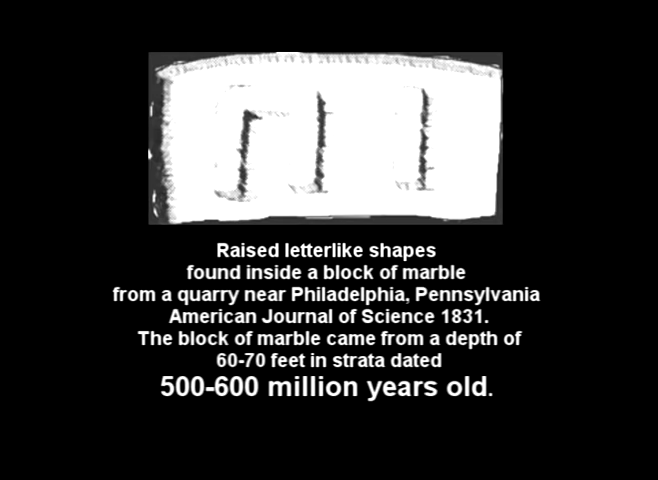 Raised letterlike shapes
found inside a block of marble
from a quarry near Philadelphia, Pennsylvania
American Journal of Science 1831.
The block of marble came from a depth of
60-70 feet in strata dated
500-600 million years old.